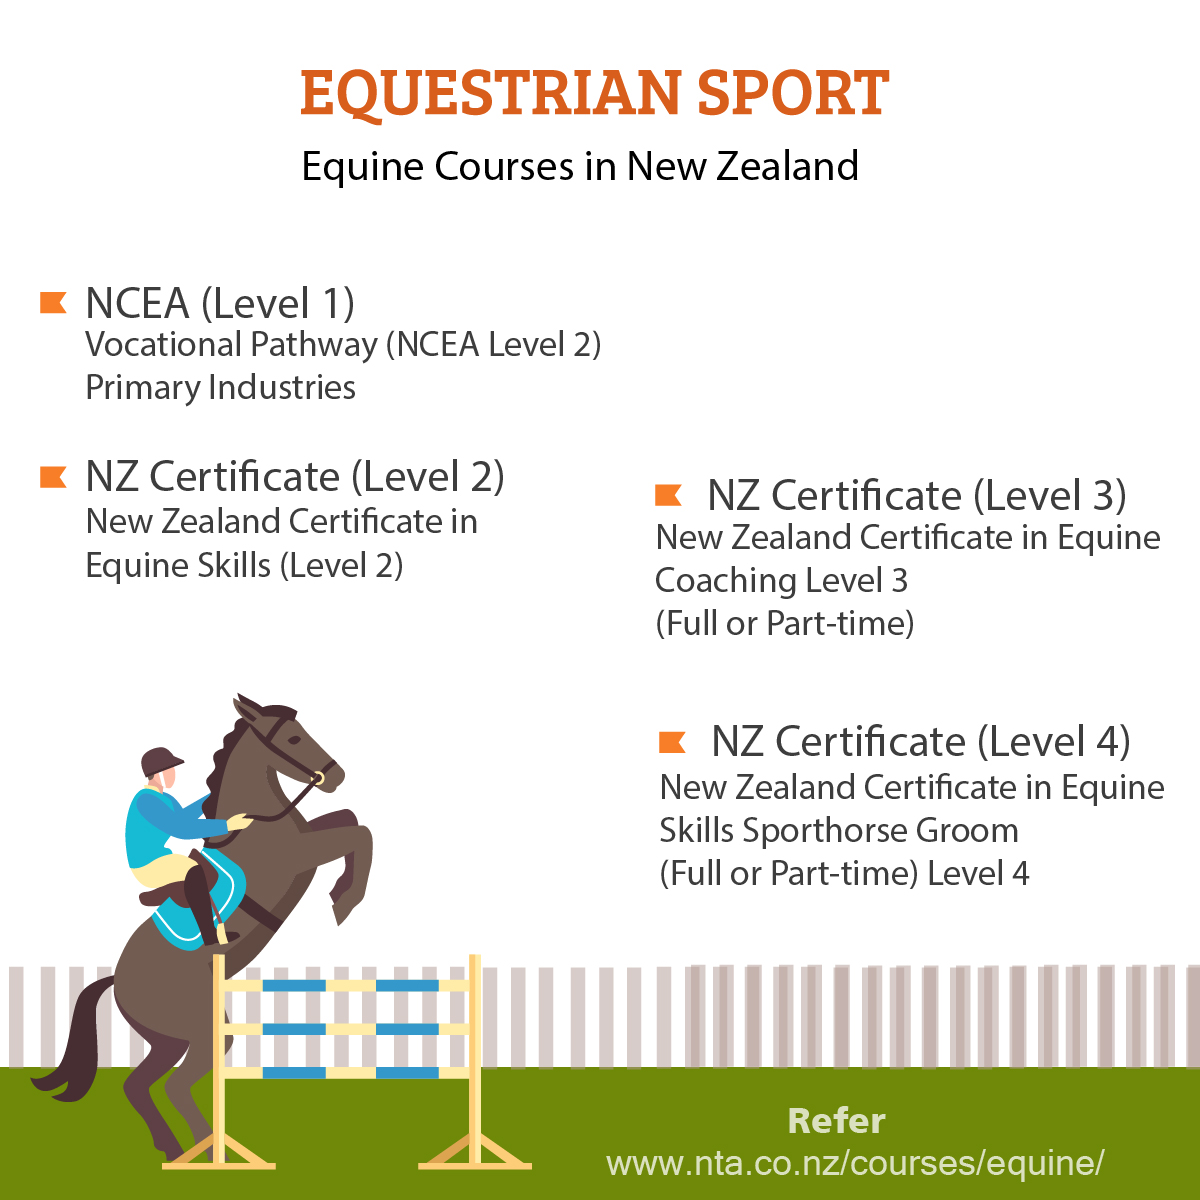 EQUESTRIAN SPORT
Equine Courses in New Zealand
NCEA (Level 1)
Vocational Pathway (NCEA Level 2)
Primary Industries
NZ Certificate (Level 2)
New Zealand Certificate in
Equine Skills (Level 2)
NZ Certificate (Level 3)
New Zealand Certificate in Equine
Coaching Level 3
(Full or Part-time)
NZ Certificate (Level 4)
New Zealand Certificate in Equine
Skills Sporthorse Groom
(Full or Part-time) Level 4
Refer
www.nta.co.nz/courses/equine/